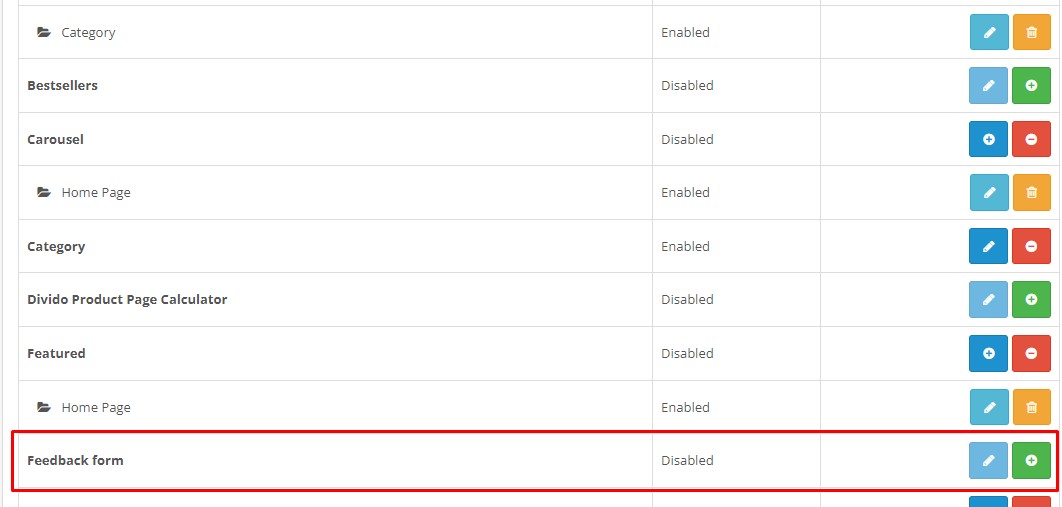 Category Enabled
Bestsellers Disabled
Carousel Disabled
Home Page Enabled
Category Enabled
Divido Product Page Calculator Disabled
Featured Disabled
Home Page Enabled
Feedback form Disabled